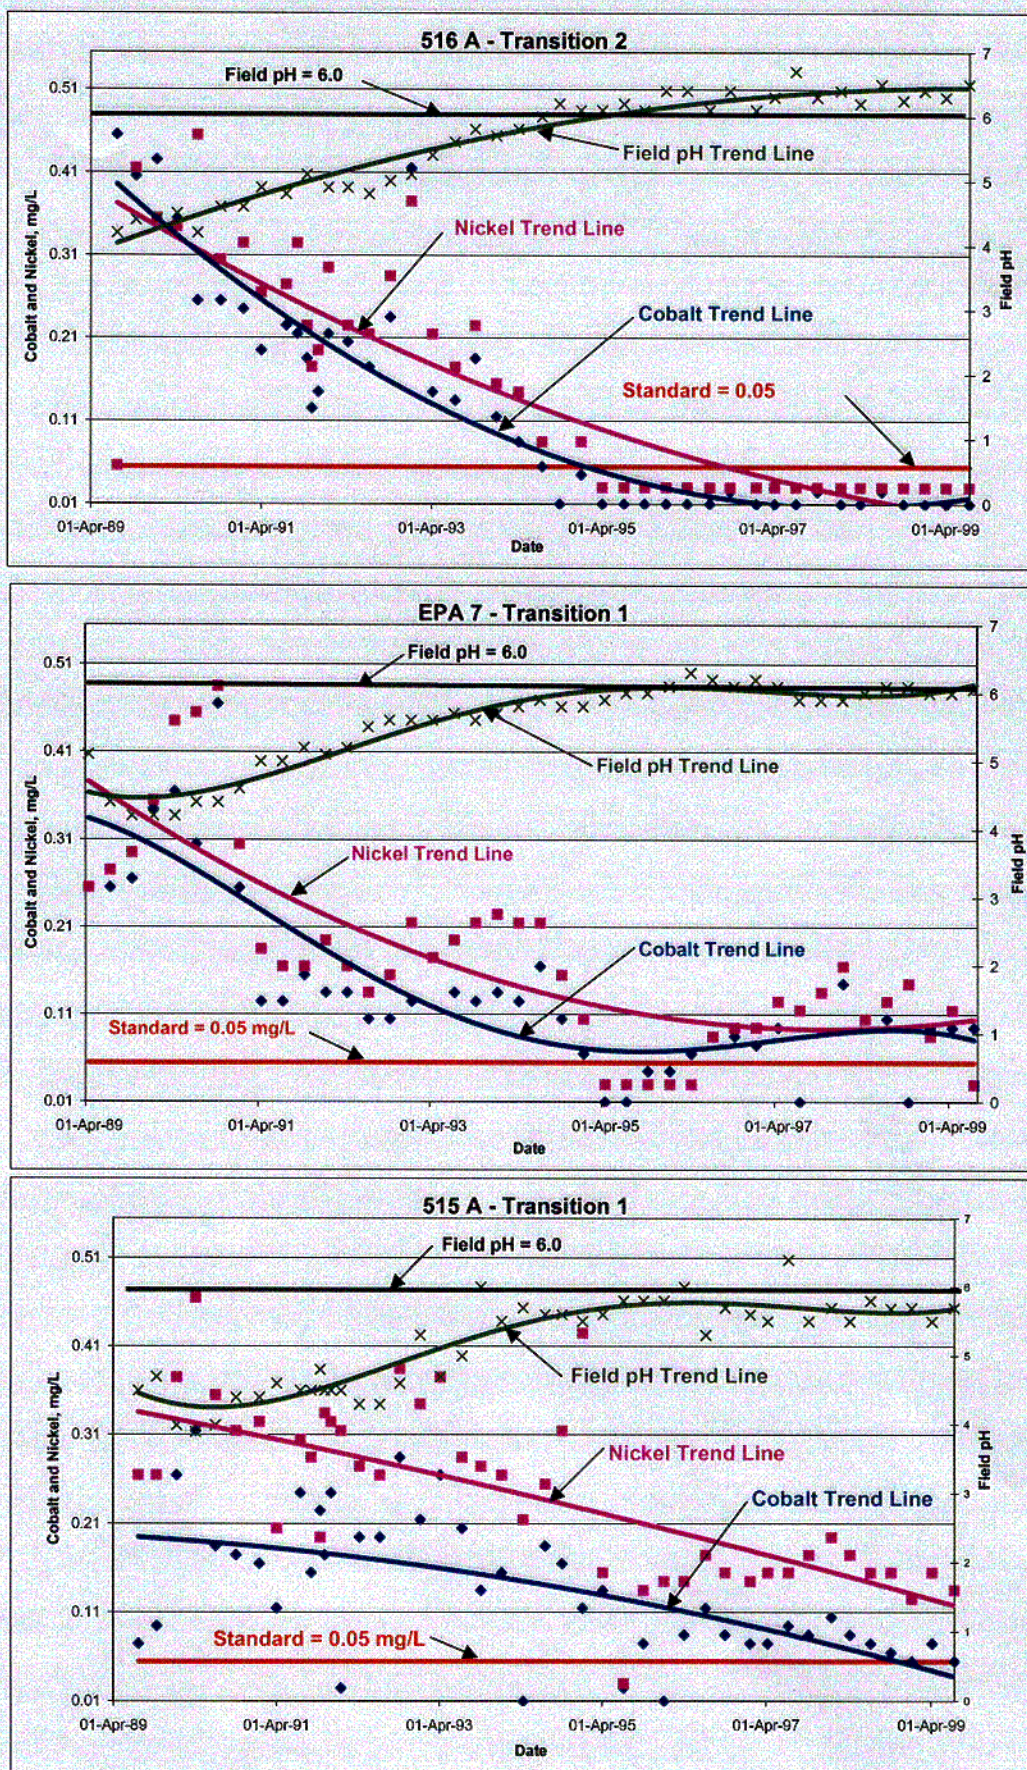 516 A - Transition 2
7
Field pH = 6.0
0.51
6
Field pH Trend Line
0.41
5
Nickel Trend Line
0.31
4
Cobalt and Nickel, mg/L
Field pH
Cobalt Trend Line
3
0.21
Standard = 0.05
2
0.11
1
0.01
0
01-Apr-89
01-Apr-91
01-Apr-93
01-Apr-95
01-Apr-97
01-Apr-99
Date
EPA 7 - Transition 1
7
Field pH = 6.0
0.51
6
0.41
Field pH Trend Line
5
0.31
4
Nickel Trend Line
Cobalt and Nickel, mg/L
Field pH
3
0.21
Cobalt Trend Line
2
0.11
Standard = 0.05 mg/L
1
0.01
0
01-Apr-89
01-Apr-91
01-Apr-93
01-Apr-95
01-Apr-97
01-Apr-99
Date
515 A - Transition 1
7
Field pH = 6.0
0.51
6
0.41
5
Field pH Trend Line
0.31
4
Nickel Trend Line
Cobalt and Nickel, mg/L
Field pH
3
Cobalt Trend Line
0.21
2
0.11
1
Standard = 0.05 mg/L
0.01
0
01-Apr-89
01-Apr-91
01-Apr-93
01-Apr-95
01-Apr-97
01-Apr-99
Date